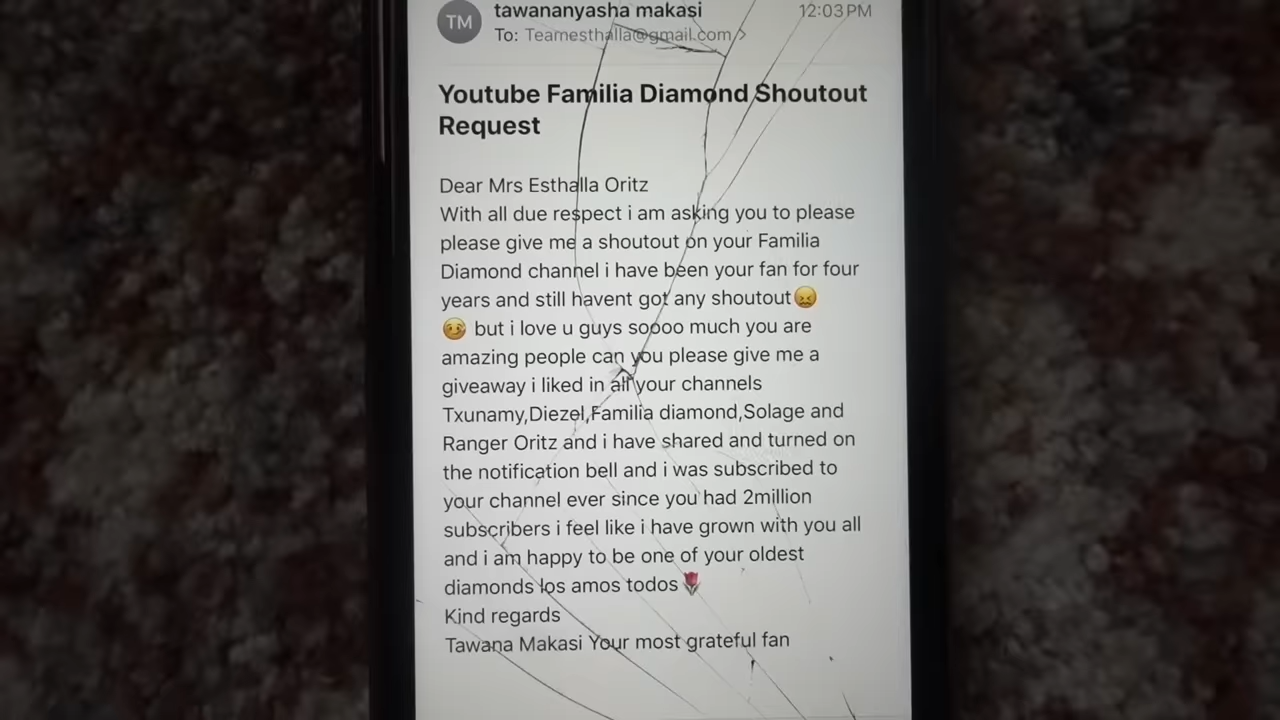 TM
tawananyasha makasi
12:03 PM
To: Teamesthalla@gmail.com >
Youtube Familia Diamond Shoutout
Request
Dear Mrs Esthalla Oritz
With all due respect i am asking you to please
please give me a shoutout on your Familia
Diamond channel i have been your fan for four
years and still havent got any shoutout😖
🤕 but i love u guys soooo much you are
amazing people can you please give me a
giveaway i liked in all your channels
Txunamy,Diezel,Familia diamond,Solage and
Ranger Oritz and i have shared and turned on
the notification bell and i was subscribed to
your channel ever since you had 2million
subscribers i feel like i have grown with you all
and i am happy to be one of your oldest
diamonds los amos todos🌷
Kind regards
Tawana Makasi Your most grateful fan